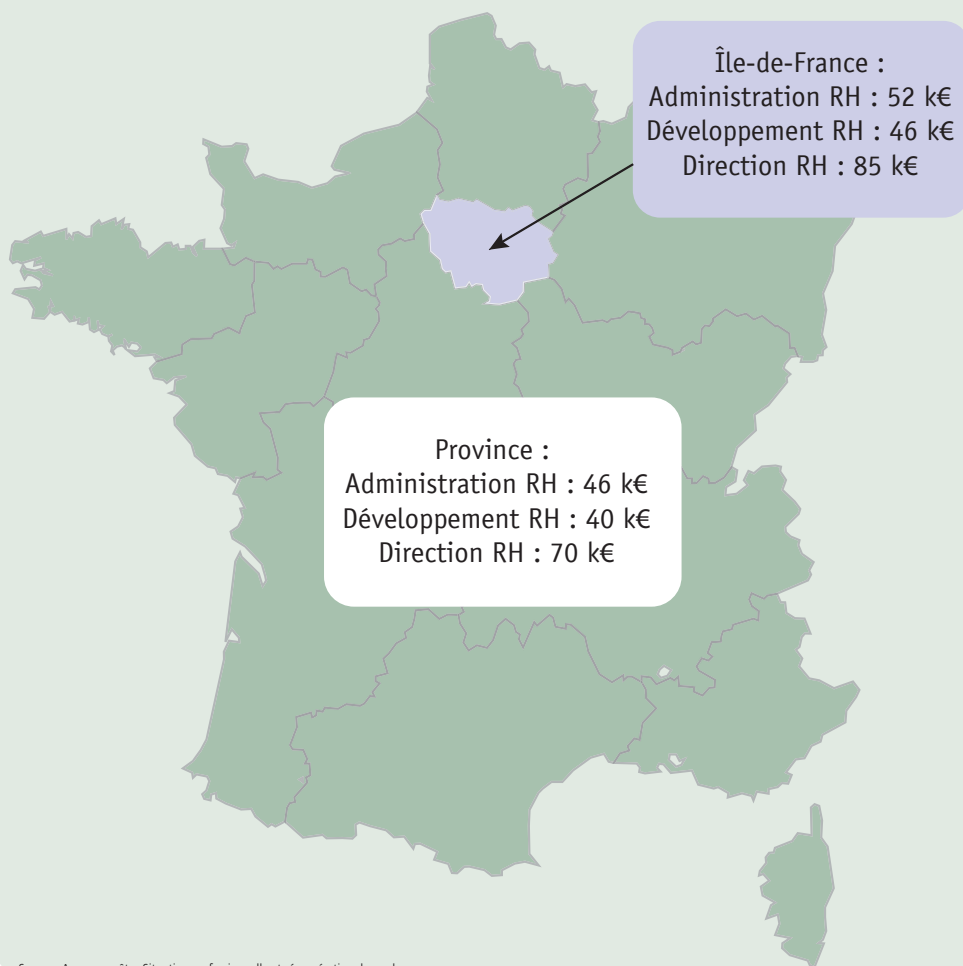 Île-de-France :
Administration RH : 52 k€
Développement RH : 46 k€
Direction RH : 85 k€
Province :
Administration RH : 46 k€
Développement RH : 40 k€
Direction RH : 70 k€